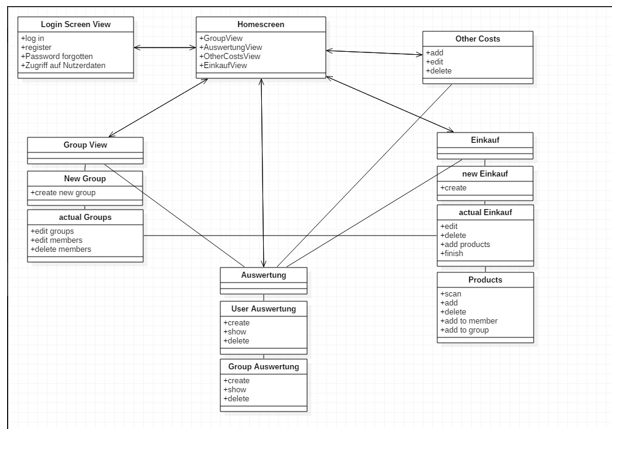 Login Screen View
+log in
+register
+Password forgotten
+Zugriff auf Nutzerdaten
Homescreen
+GroupView
+AuswertungView
+OtherCostsView
+EinkaufView
Other Costs
+add
+edit
+delete
Group View
New Group
+create new group
actual Groups
+edit groups
+edit members
+delete members
Einkauf
new Einkauf
+create
actual Einkauf
+edit
+delete
+add products
+finish
Products
+scan
+add
+delete
+add to member
+add to group
Auswertung
User Auswertung
+create
+show
+delete
Group Auswertung
+create
+show
+delete